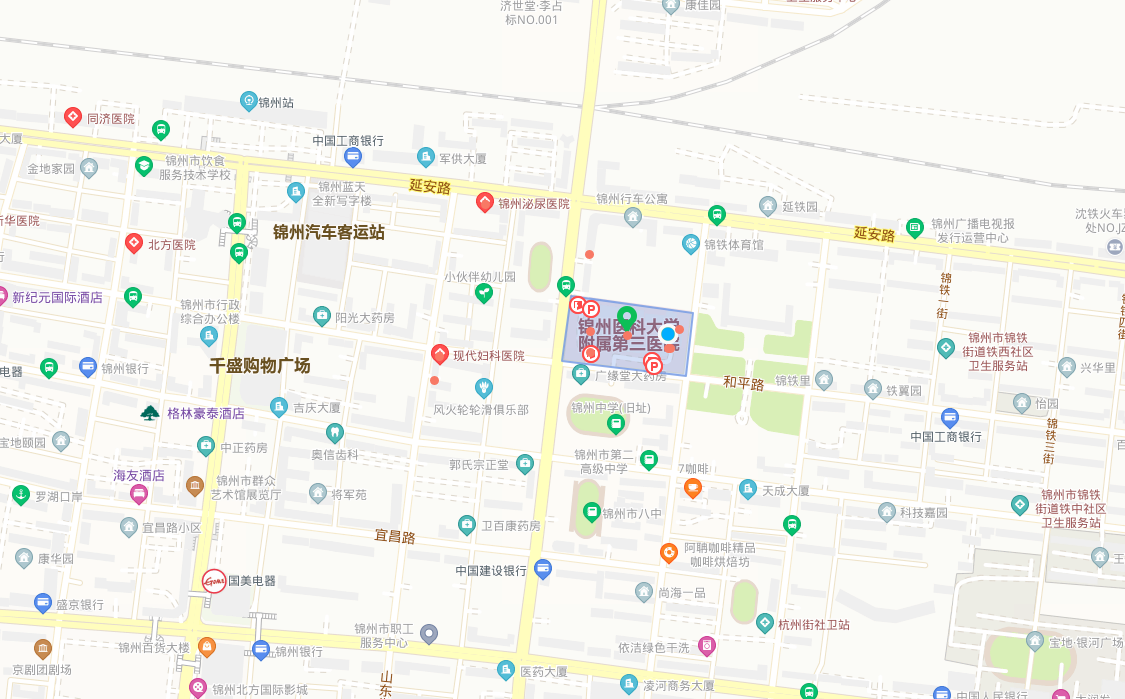 济世堂·李占
标NO.001
康佳园
锦州站
同济医院
大厦
中国工商银行
金地家园
锦州市饮食
服务技术学校
军供大厦
延安路
锦州蓝天
全新写字楼
锦州泌尿医院
锦州行车公寓
延铁园
新华医院
锦州汽车客运站
北方医院
锦铁体育馆
延安路
锦州广播电视报
发行运营中心
沈铁火车票
处NO.JZ
小伙伴幼儿园
锦铁一街
新纪元国际酒店
锦州市行政
综合办公楼
阳光大药房
锦州医科大学
附属第三医院
锦州市锦铁
街道铁西社区
卫生服务站
锦铁四街
现代妇科医院
千盛购物广场
电器
锦州银行
广缘堂大药房
和平路
锦铁里
铁翼园
兴华里
格林豪泰酒店
吉庆大厦
风火轮轮滑俱乐部
锦州中学(旧址)
怡园
中国工商银行
锦铁三街
宝地颐园
中正药房
奥信齿科
郭氏宗正堂
锦州市第二
高级中学
7咖啡
海友酒店
锦州市群众
艺术馆展览厅
罗湖口岸
将军苑
天成大厦
锦州市锦铁
街道铁中社区
卫生服务站
科技嘉园
宜昌路小区
宜昌路
卫百康药房
锦州市八中
康华园
中国建设银行
阿鞆咖啡精品
咖啡烘焙坊
王
国美电器
盛京银行
尚海一品
锦州市职工
服务中心
杭州街社卫站
锦州百货大楼
锦州银行
依洁绿色干洗
宝地·银河广场
京剧团剧场
山东
医药大厦
锦州北方国际影城
凌河商务大厦
中国人民银行
大润发